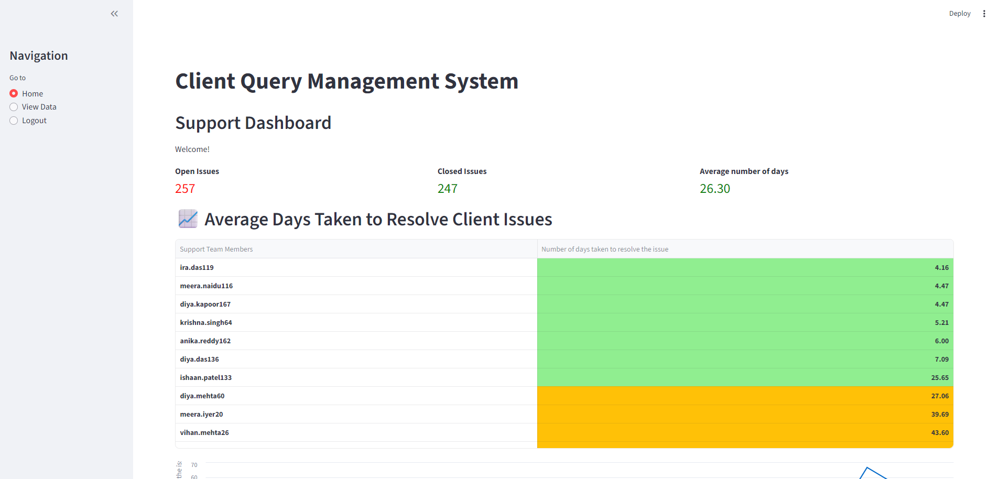 Deploy
Navigation
Go to
Home
View Data
Logout
Client Query Management System
Support Dashboard
Welcome!
Open Issues Closed Issues Average number of days
257 247 26.30
Average Days Taken to Resolve Client Issues
Support Team Members Number of days taken to resolve the issue
ira.das119 4.16
meera.naidu116 4.47
diya.kapoor167 4.47
krishna.singh64 5.21
anika.reddy162 6.00
diya.das136 7.09
ishaan.patel133 25.65
diya.mehta60 27.06
meera.iyer20 39.69
vihan.mehta26 43.60
70
60
the